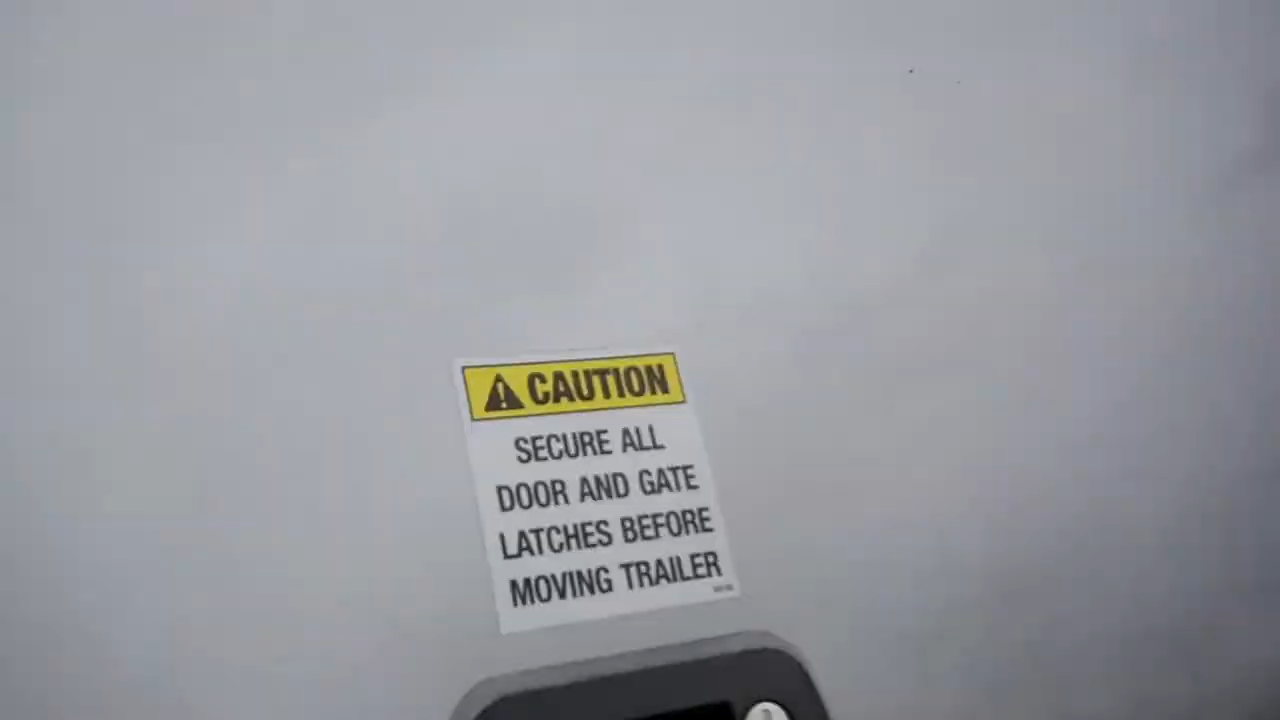 CAUTION
SECURE ALL
DOOR AND GATE
LATCHES BEFORE
MOVING TRAILER